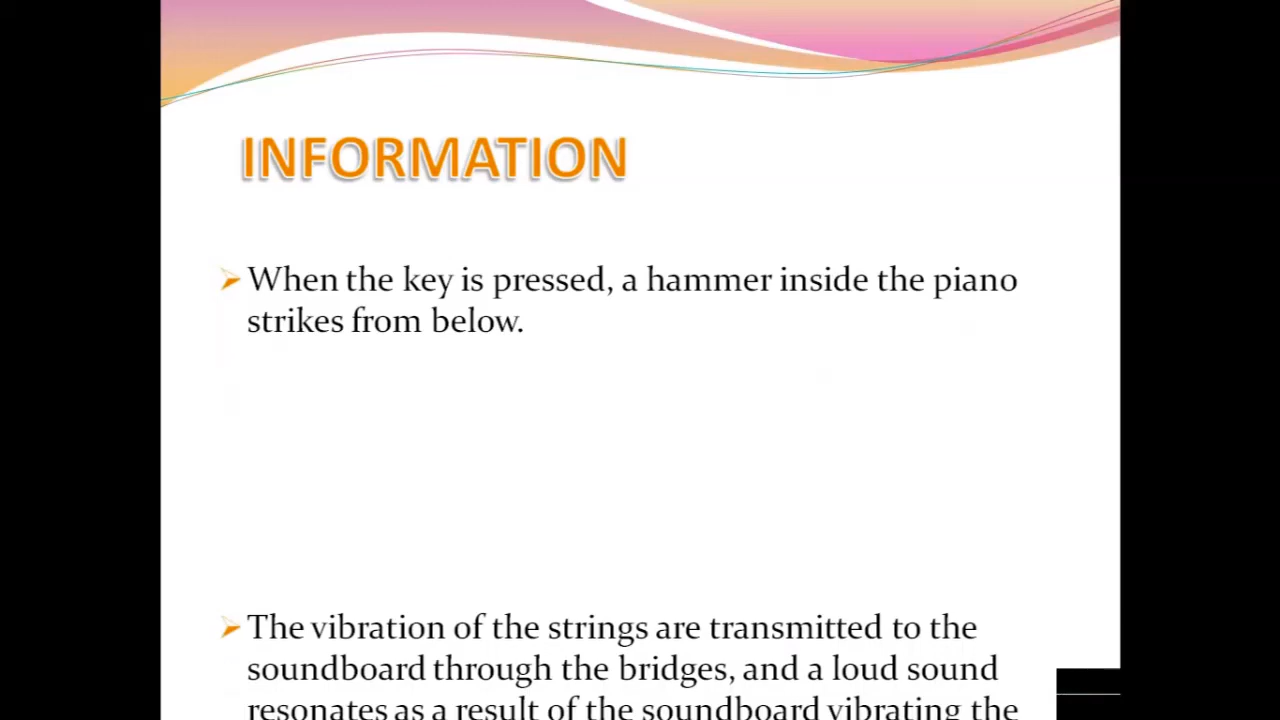 INFORMATION
When the key is pressed, a hammer inside the piano
strikes from below.
The vibration of the strings are transmitted to the
soundboard through the bridges, and a loud sound
resonates as a result of the soundboard vibrating the